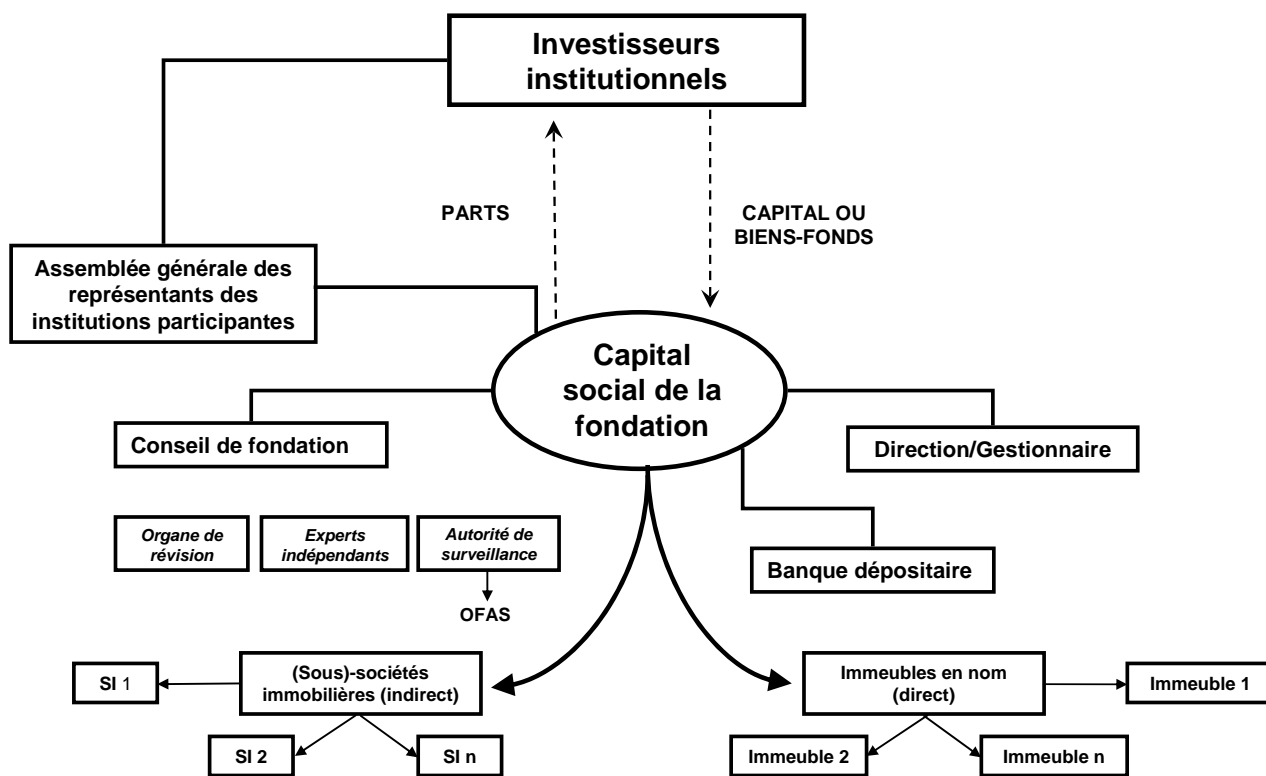 Investisseurs
institutionnels
PARTS
CAPITAL OU
BIENS-FONDS
Assemblée générale des
représentants des
institutions participantes
Capital
social de la
fondation
Conseil de fondation
Direction/Gestionnaire
Organe de
révision
Experts
indépendants
Autorité de
surveillance
Banque dépositaire
OFAS
SI 1
(Sous)-sociétés
immobilières (indirect)
Immeubles en nom
(direct)
Immeuble 1
SI 2
SI n
Immeuble 2
Immeuble n